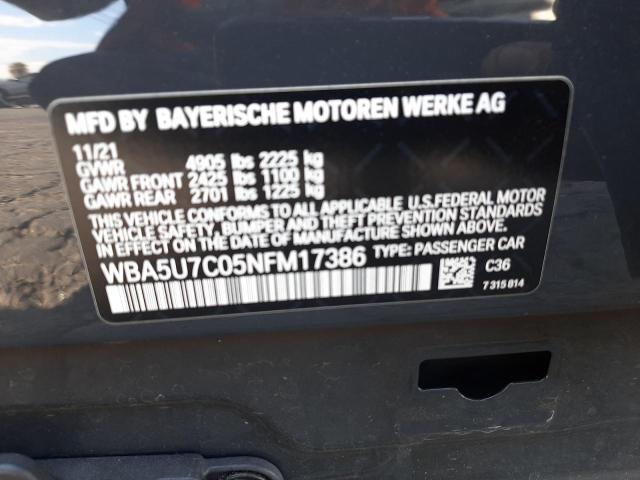 MFD BY BAYERISCHE MOTOREN WERKE AG
11/21
GVWR 4905 lbs 2225 kg
GAWR FRONT 2425 lbs 1100 kg
GAWR REAR 2701 lbs 1225 kg
THIS VEHICLE CONFORMS TO ALL APPLICABLE U.S.FEDERAL MOTOR
VEHICLE SAFETY, BUMPER AND THEFT PREVENTION STANDARDS
IN EFFECT ON THE DATE OF MANUFACTURE SHOWN ABOVE.
WBA5U7C05NFM17386 TYPE: PASSENGER CAR
C36
7 315 814